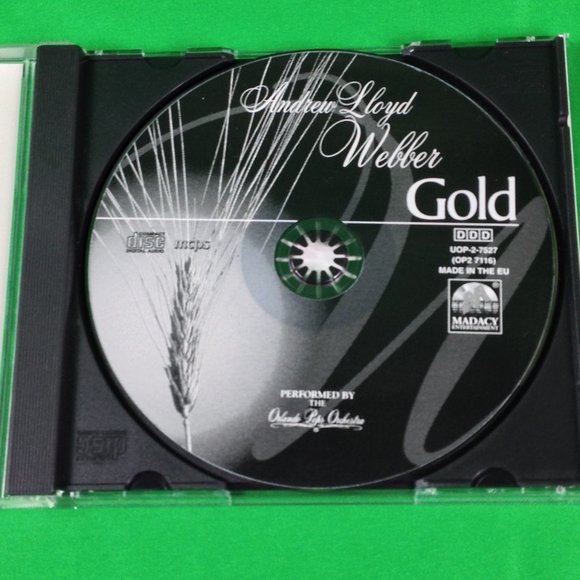 Andrew Lloyd
Webber
Gold
DDD
UOP-2-7527
(OP2 7116)
MADE IN THE EU
COMPACT
disc
DIGITAL AUDIO
mcps
MADACY
ENTERTAINMENT
®
PERFORMED BY
THE
Orlando Pops Orchestra
®